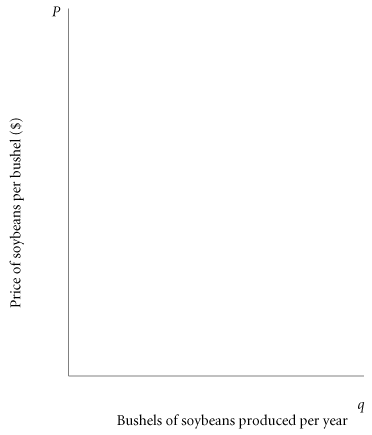 P
Price of soybeans per bushel ($)
q
Bushels of soybeans produced per year